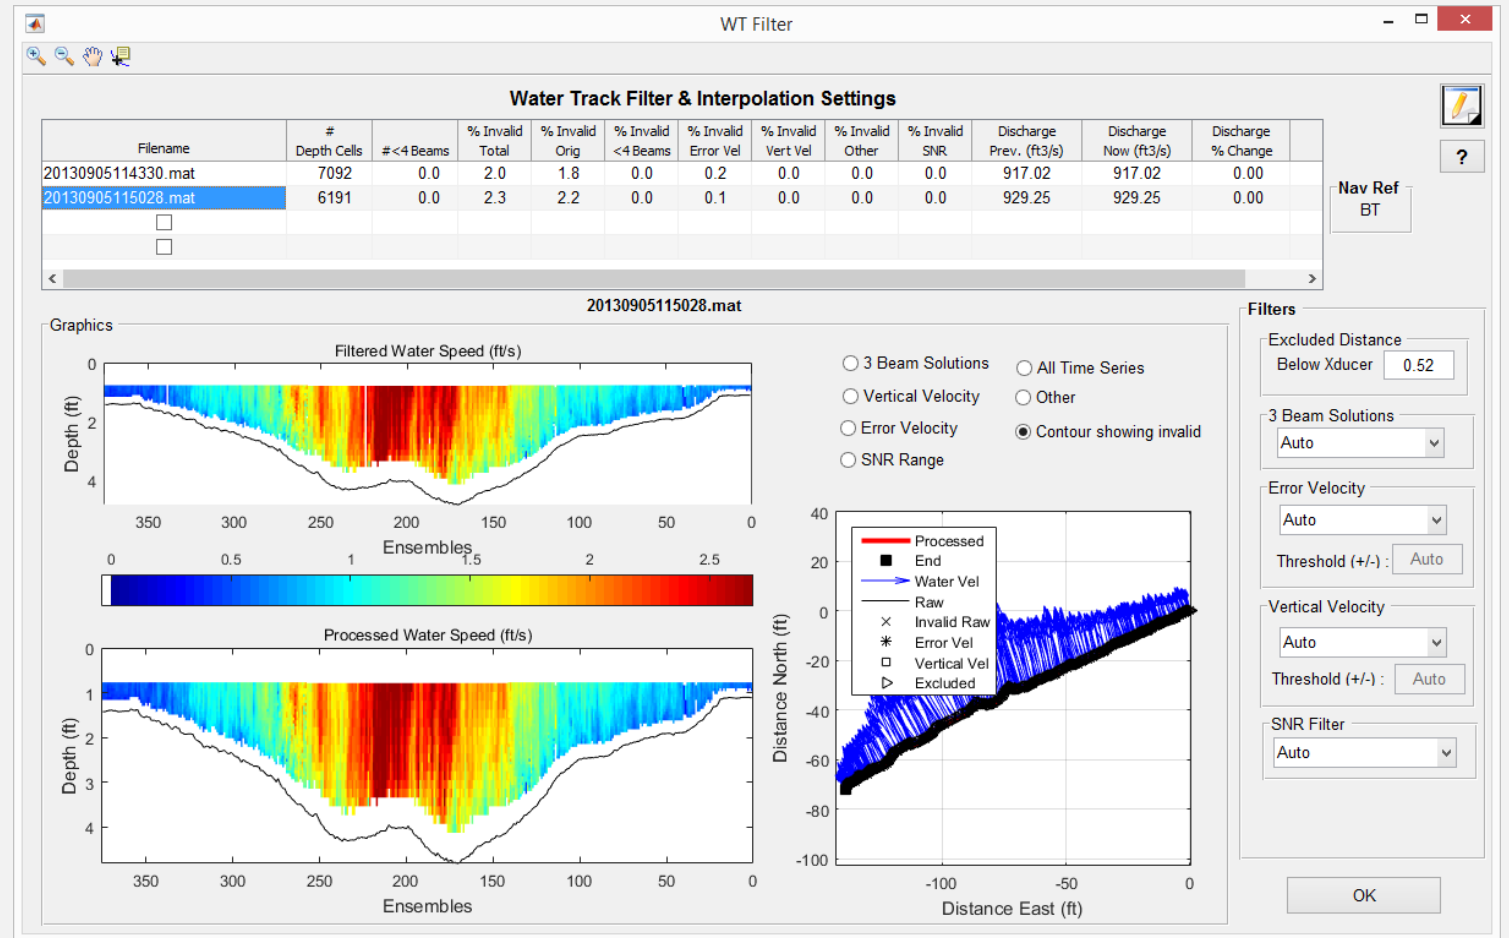 WT Filter
Water Track Filter & Interpolation Settings
Filename # Depth Cells #<4 Beams % Invalid Total % Invalid Orig % Invalid <4 Beams % Invalid Error Vel % Invalid Vert Vel % Invalid Other % Invalid SNR Discharge Prev. (ft3/s) Discharge Now (ft3/s) Discharge % Change
20130905114330.mat 7092 0.0 2.0 1.8 0.0 0.2 0.0 0.0 0.0 917.02 917.02 0.00
20130905115028.mat 6191 0.0 2.3 2.2 0.0 0.1 0.0 0.0 0.0 929.25 929.25 0.00
?
Nav Ref
BT
20130905115028.mat
Graphics
Filtered Water Speed (ft/s)
Depth (ft)
0
2
4
350 300 250 200 150 100 50 0
Ensembles
0 0.5 1 1.5 2 2.5
Processed Water Speed (ft/s)
Depth (ft)
0
1
2
3
4
350 300 250 200 150 100 50 0
Ensembles
3 Beam Solutions
Vertical Velocity
Error Velocity
SNR Range
All Time Series
Other
Contour showing invalid
Distance North (ft)
40
20
0
-20
-40
-60
-80
-100
Processed
End
Water Vel
Raw
Invalid Raw
Error Vel
Vertical Vel
Excluded
-100 -50 0
Distance East (ft)
Filters
Excluded Distance
Below Xducer 0.52
3 Beam Solutions
Auto
Error Velocity
Auto
Threshold (+/-) : Auto
Vertical Velocity
Auto
Threshold (+/-) : Auto
SNR Filter
Auto
OK